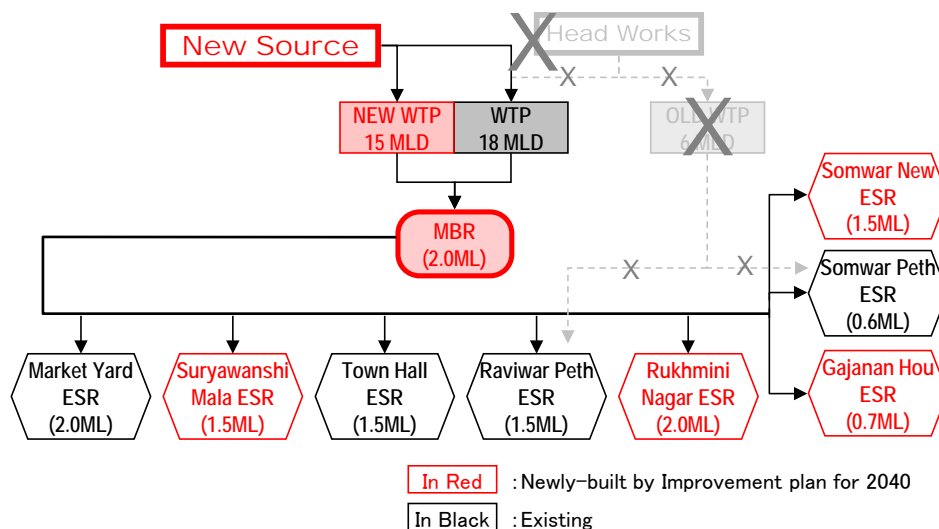 New Source
Head Works
X
X
X
NEW WTP
15 MLD
WTP
18 MLD
OLD WTP
6 MLD
X
MBR
(2.0ML)
X
X
Somwar New
ESR
(1.5ML)
Somwar Peth
ESR
(0.6ML)
Gajanan Hou
ESR
(0.7ML)
Market Yard
ESR
(2.0ML)
Suryawanshi
Mala ESR
(1.5ML)
Town Hall
ESR
(1.5ML)
Raviwar Peth
ESR
(1.5ML)
Rukhmini
Nagar ESR
(2.0ML)
In Red : Newly-built by Improvement plan for 2040
In Black : Existing